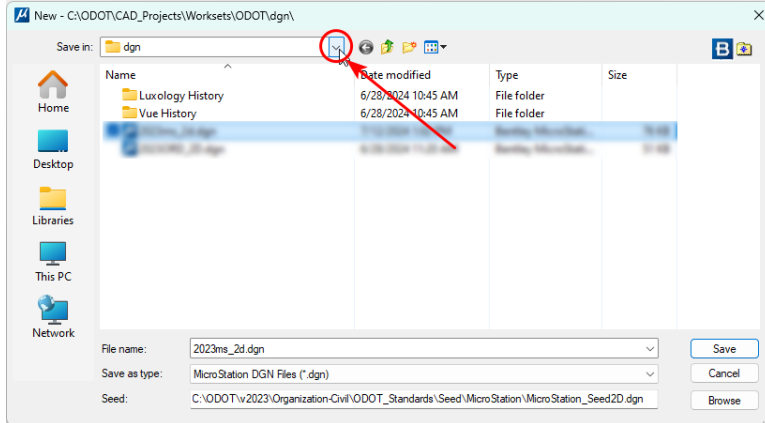 New - C:\ODOT\CAD_Projects\Worksets\ODOT\dgn\
Save in: dgn
B
Name Date modified Type Size
Luxology History 6/28/2024 10:45 AM File folder
Vue History 6/28/2024 10:45 AM File folder
Home
Desktop
Libraries
This PC
Network
File name: 2023ms_2d.dgn Save
Save as type: MicroStation DGN Files (*.dgn) Cancel
Seed: C:\ODOT\v2023\Organization-Civil\ODOT_Standards\Seed\MicroStation\MicroStation_Seed2D.dgn Browse